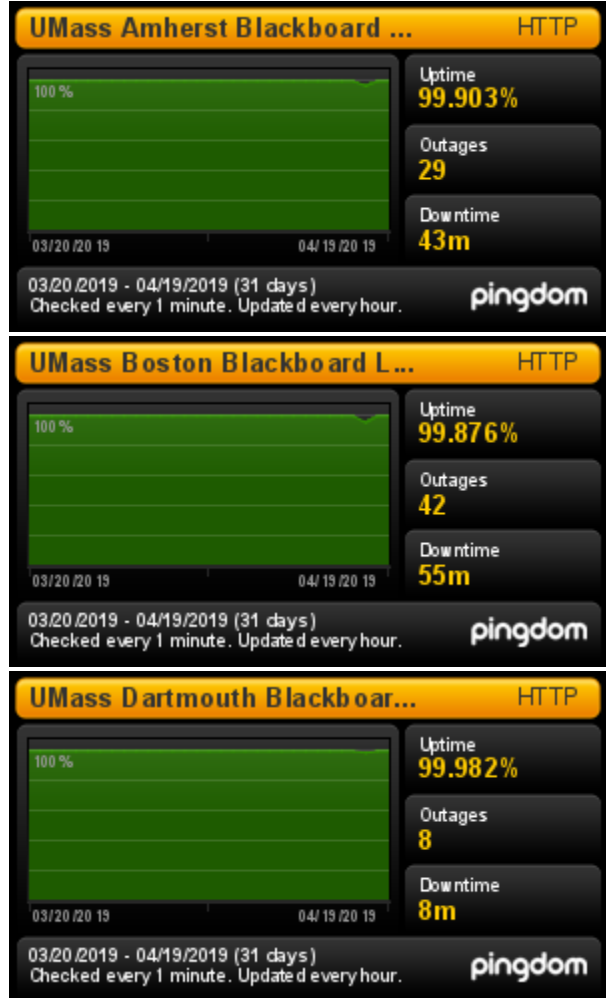 UMass Amherst Blackboard ... HTTP
100 %
Uptime
99.903%
Outages
29
Downtime
43m
03/20/2019 04/19/2019
03/20/2019 - 04/19/2019 (31 days)
Checked every 1 minute. Updated every hour.
pingdom
UMass Boston Blackboard L... HTTP
100 %
Uptime
99.876%
Outages
42
Downtime
55m
03/20/2019 04/19/2019
03/20/2019 - 04/19/2019 (31 days)
Checked every 1 minute. Updated every hour.
pingdom
UMass Dartmouth Blackboar... HTTP
100 %
Uptime
99.982%
Outages
8
Downtime
8m
03/20/2019 04/19/2019
03/20/2019 - 04/19/2019 (31 days)
Checked every 1 minute. Updated every hour.
pingdom